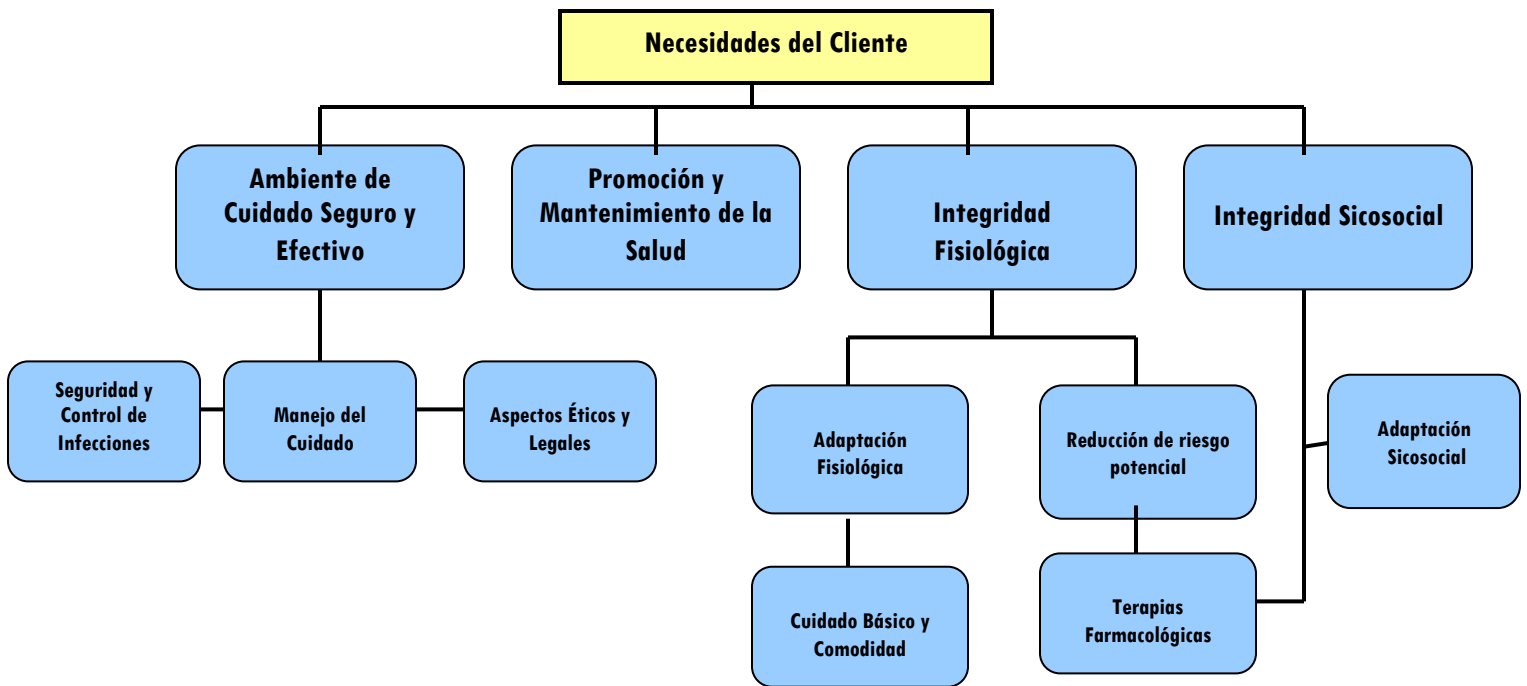 Necesidades del Cliente
Ambiente de
Cuidado Seguro y
Efectivo
Promoción y
Mantenimiento de la
Salud
Integridad
Fisiológica
Integridad Sicosocial
Seguridad y
Control de
Infecciones
Manejo del
Cuidado
Aspectos Éticos y
Legales
Adaptación
Fisiológica
Reducción de riesgo
potencial
Adaptación
Sicosocial
Cuidado Básico y
Comodidad
Terapias
Farmacológicas